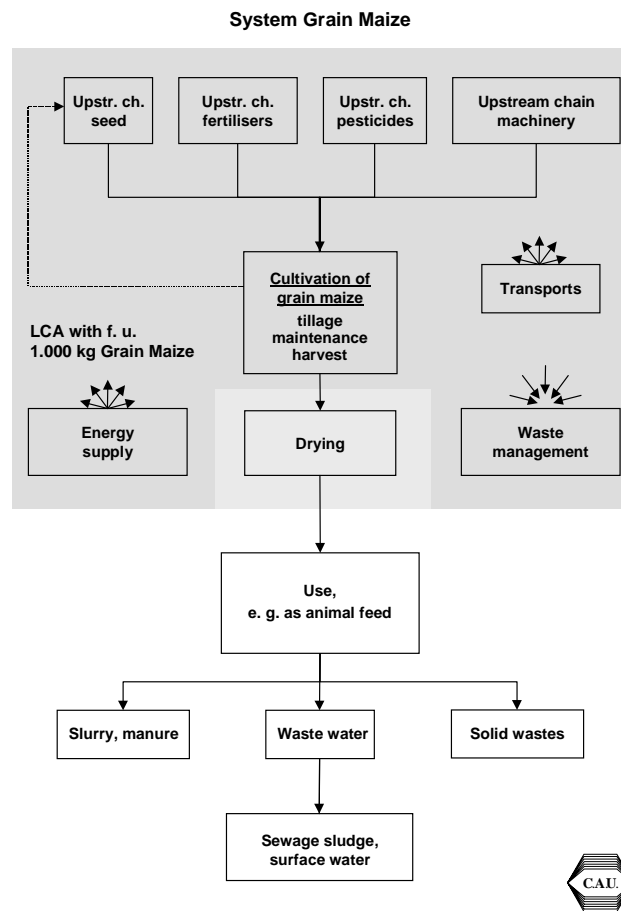 System Grain Maize
Upstr. ch.
seed
Upstr. ch.
fertilisers
Upstr. ch.
pesticides
Upstream chain
machinery
Cultivation of
grain maize
tillage
maintenance
harvest
Transports
LCA with f. u.
1.000 kg Grain Maize
Energy
supply
Drying
Waste
management
Use,
e. g. as animal feed
Slurry, manure
Waste water
Solid wastes
Sewage sludge,
surface water
C.A.U.